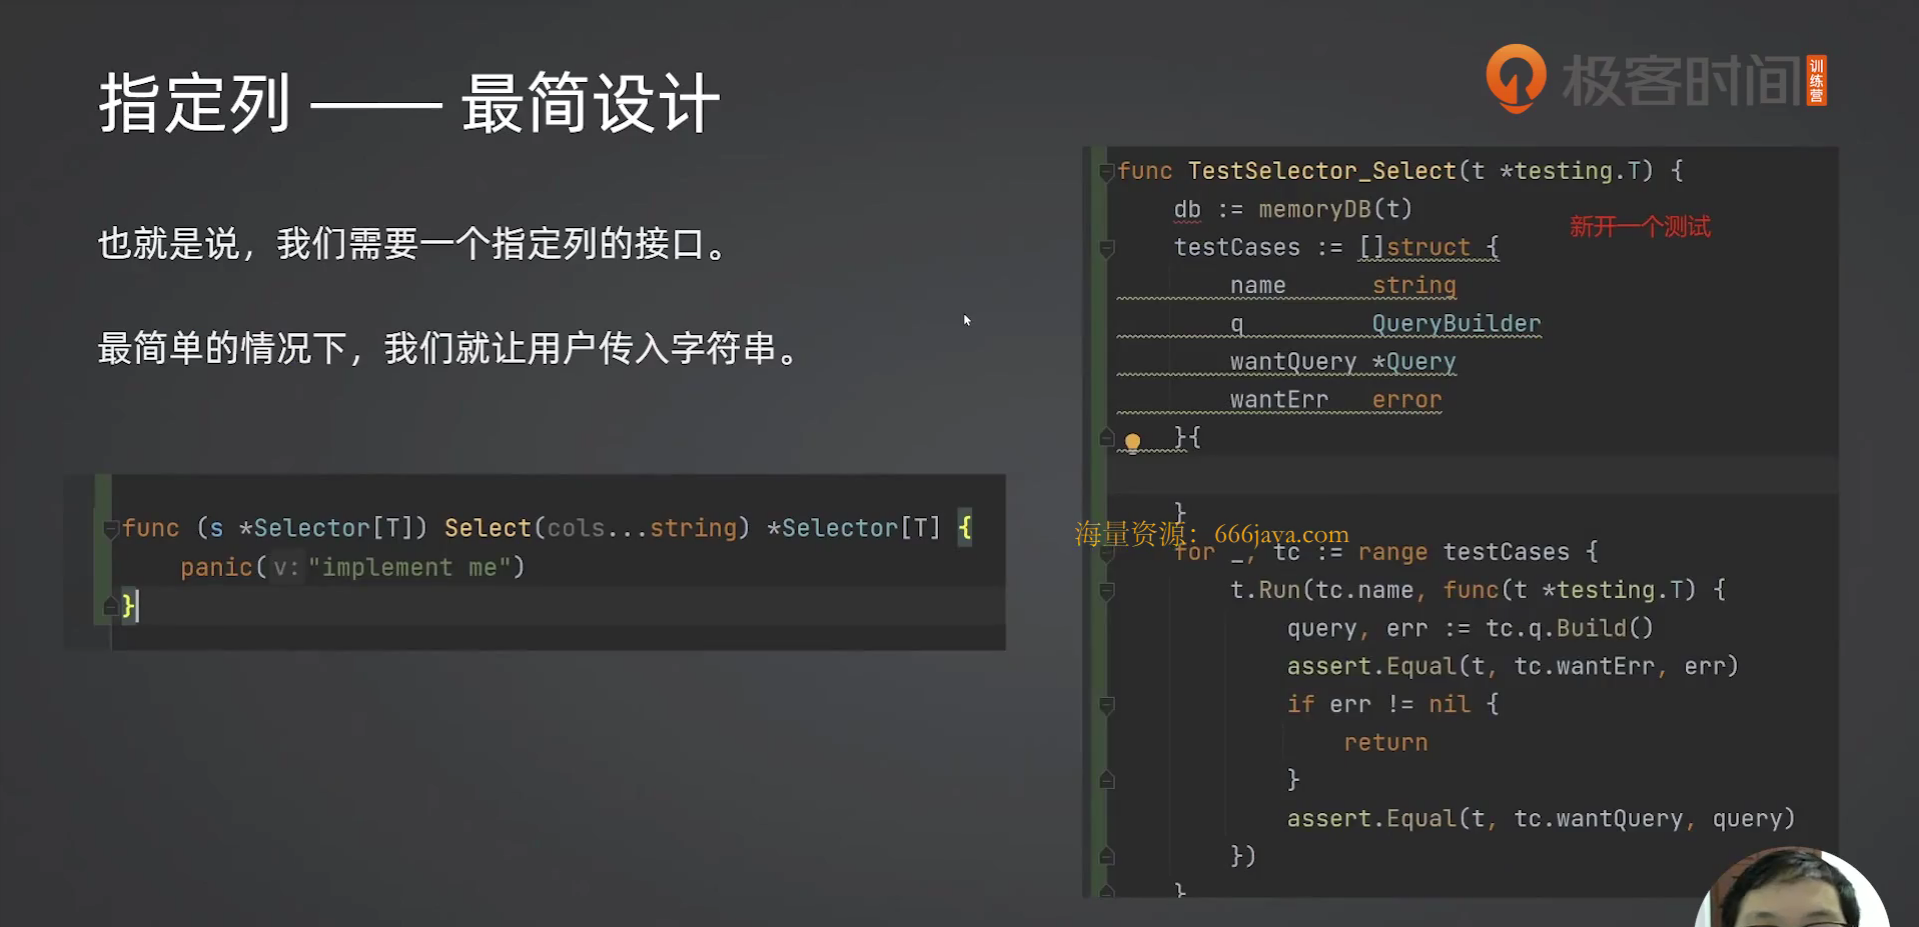 指定列 —— 最简设计
极客时间 训练营
也就是说，我们需要一个指定列的接口。
最简单的情况下，我们就让用户传入字符串。
func (s *Selector[T]) Select(cols...string) *Selector[T] {
panic( v: "implement me")
}
func TestSelector_Select(t *testing.T) {
db := memoryDB(t)
新开一个测试
testCases := []struct {
name string
q QueryBuilder
wantQuery *Query
wantErr error
}{
}
海量资源：666java.com
for _, tc := range testCases {
t.Run(tc.name, func(t *testing.T) {
query, err := tc.q.Build()
assert.Equal(t, tc.wantErr, err)
if err != nil {
return
}
assert.Equal(t, tc.wantQuery, query)
})
}